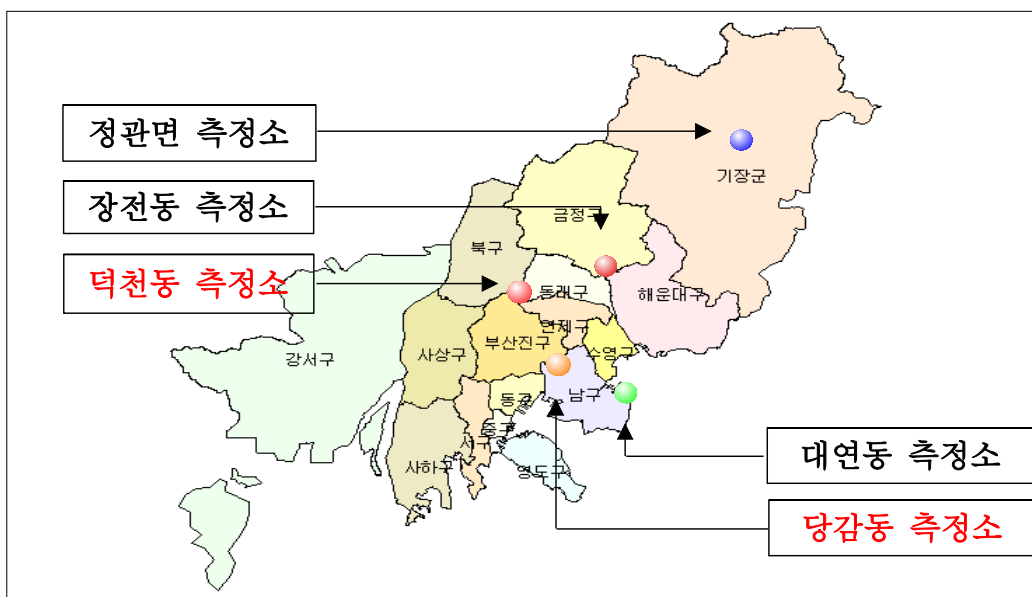 정관면 측정소
장전동 측정소
덕천동 측정소
기장군
금정구
북구
동래구
해운대구
연제구
수영구
부산진구
사상구
강서구
남구
동구
중구
서구
사하구
영도구
대연동 측정소
당감동 측정소